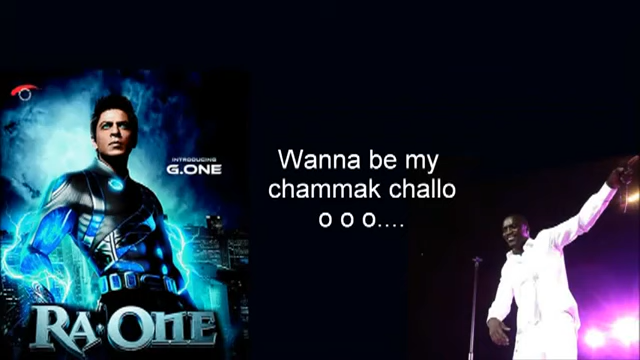 INTRODUCING
G.ONE
RA·ONE
Wanna be my
chammak challo
o o o....